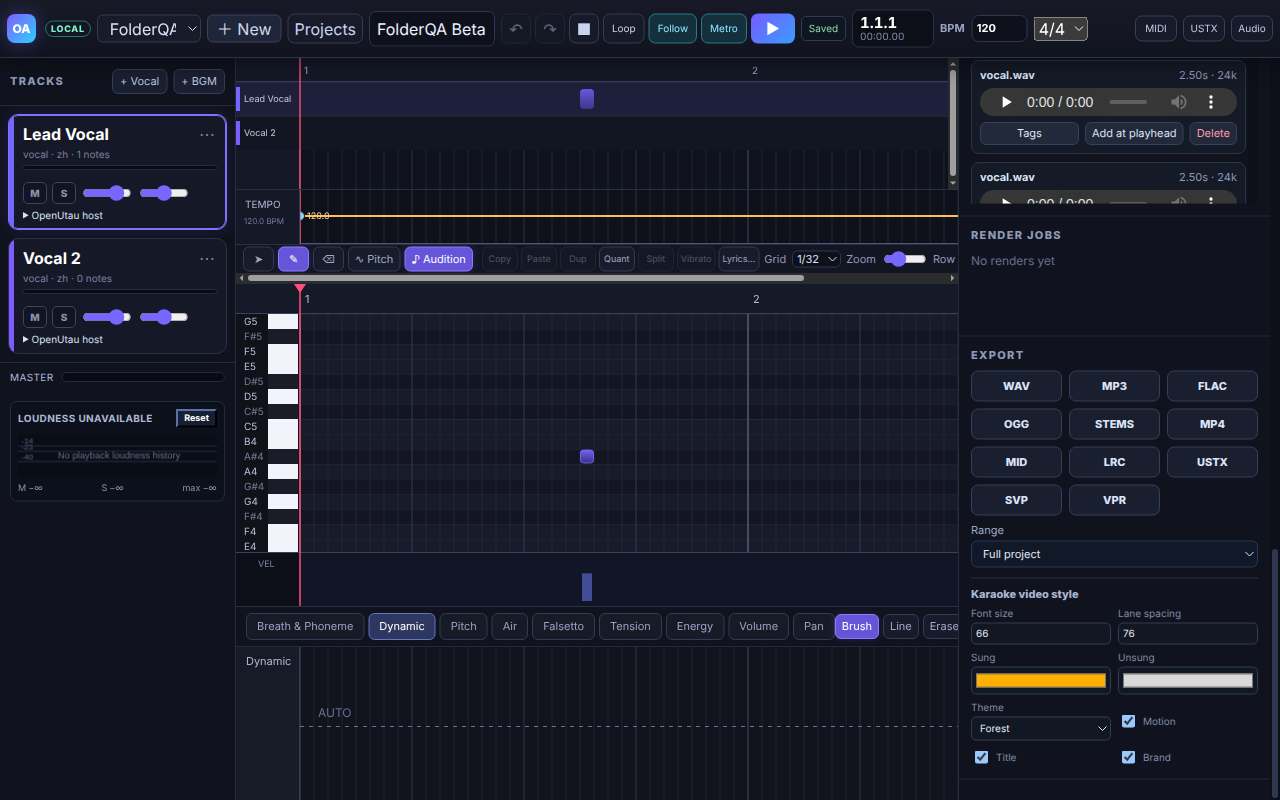 OA LOCAL FolderQA + New Projects FolderQA Beta Loop Follow Metro Saved 1.1.1 BPM 120 4/4 MIDI USTX Audio
00:00.00
TRACKS + Vocal + BGM
Lead Vocal ...
vocal · zh · 1 notes
M S
OpenUtau host
Vocal 2 ...
vocal · zh · 0 notes
M S
OpenUtau host
MASTER
LOUDNESS UNAVAILABLE Reset
-14
-23
-40
No playback loudness history
M -∞ S -∞ max -∞
1 2
Lead Vocal
Vocal 2
TEMPO
120.0 BPM
120.0
Pitch Audition Copy Paste Dup Quant Split Vibrato Lyrics... Grid 1/32 Zoom Row
1 2
G5
F#5
F5
E5
D#5
D5
C#5
C5
B4
A#4
A4
G#4
G4
F#4
F4
E4
VEL
Breath & Phoneme Dynamic Pitch Air Falsetto Tension Energy Volume Pan Brush Line Erase
Dynamic
AUTO
vocal.wav 2.50s · 24k
0:00 / 0:00
Tags Add at playhead Delete
vocal.wav 2.50s · 24k
0:00 / 0:00
RENDER JOBS
No renders yet
EXPORT
WAV MP3 FLAC
OGG STEMS MP4
MID LRC USTX
SVP VPR
Range
Full project
Karaoke video style
Font size Lane spacing
66 76
Sung Unsung
Theme
Forest Motion
Title Brand